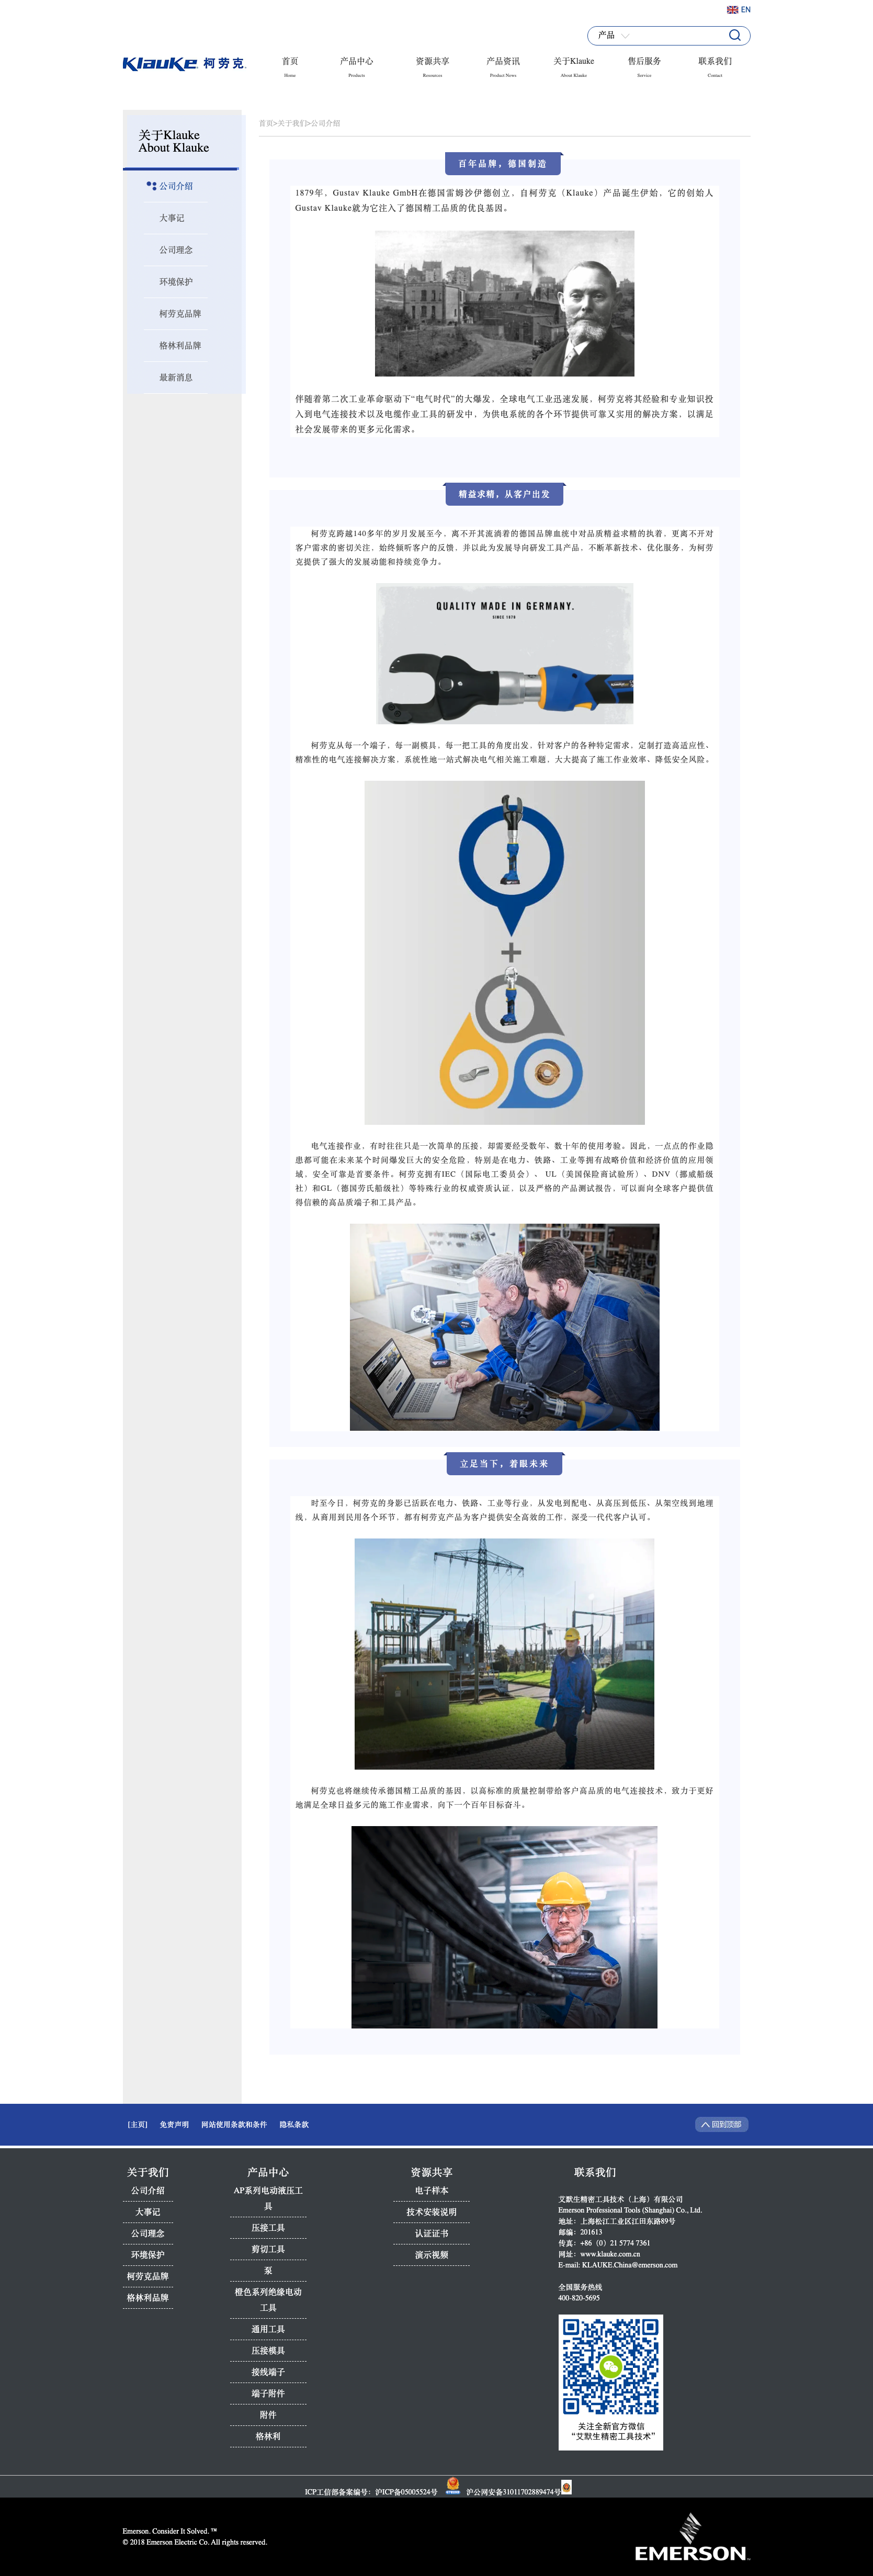 EN
产品
Klauke 柯劳克
首页 产品中心 资源共享 产品资讯 关于Klauke 售后服务 联系我们
Home Products Resources Product News About Klauke Service Contact
首页>关于我们>公司介绍
关于Klauke
About Klauke
公司介绍
大事记
公司理念
环境保护
柯劳克品牌
格林利品牌
最新消息
百年品牌，德国制造
1879年，Gustav Klauke GmbH在德国雷姆沙伊德创立，自柯劳克（Klauke）产品诞生伊始，它的创始人
Gustav Klauke就为它注入了德国精工品质的优良基因。
伴随着第二次工业革命驱动下“电气时代”的大爆发，全球电气工业迅速发展，柯劳克将其经验和专业知识投
入到电气连接技术以及电缆作业工具的研发中，为供电系统的各个环节提供可靠又实用的解决方案，以满足
社会发展带来的更多元化需求。
精益求精，从客户出发
柯劳克跨越140多年的岁月发展至今，离不开其流淌着的德国品牌血统中对品质精益求精的执着，更离不开对
客户需求的密切关注，始终倾听客户的反馈，并以此为发展导向研发工具产品，不断革新技术、优化服务，为柯劳
克提供了强大的发展动能和持续竞争力。
QUALITY MADE IN GERMANY.
SINCE 1879
柯劳克从每一个端子，每一副模具，每一把工具的角度出发，针对客户的各种特定需求，定制打造高适应性、
精准性的电气连接解决方案，系统性地一站式解决电气相关施工难题，大大提高了施工作业效率、降低安全风险。
电气连接作业，有时往往只是一次简单的压接，却需要经受数年、数十年的使用考验。因此，一点点的作业隐
患都可能在未来某个时间爆发巨大的安全危险，特别是在电力、铁路、工业等拥有战略价值和经济价值的应用领
域，安全可靠是首要条件。柯劳克拥有IEC（国际电工委员会）、 UL（美国保险商试验所）、DNV（挪威船级
社）和GL（德国劳氏船级社）等特殊行业的权威资质认证，以及严格的产品测试报告，可以面向全球客户提供值
得信赖的高品质端子和工具产品。
立足当下，着眼未来
时至今日，柯劳克的身影已活跃在电力、铁路、工业等行业，从发电到配电、从高压到低压、从架空线到地埋
线，从商用到民用各个环节，都有柯劳克产品为客户提供安全高效的工作，深受一代代客户认可。
柯劳克也将继续传承德国精工品质的基因，以高标准的质量控制带给客户高品质的电气连接技术，致力于更好
地满足全球日益多元的施工作业需求，向下一个百年目标奋斗。
[主页] 免责声明 网站使用条款和条件 隐私条款
回到顶部
关于我们
公司介绍
大事记
公司理念
环境保护
柯劳克品牌
格林利品牌
产品中心
AP系列电动液压工
具
压接工具
剪切工具
泵
橙色系列绝缘电动
工具
通用工具
压接模具
接线端子
端子附件
附件
格林利
资源共享
电子样本
技术安装说明
认证证书
演示视频
联系我们
艾默生精密工具技术（上海）有限公司
Emerson Professional Tools (Shanghai) Co., Ltd.
地址：上海松江工业区江田东路89号
邮编：201613
传真：+86（0）21 5774 7361
网址：www.klauke.com.cn
E-mail: KLAUKE.China@emerson.com
全国服务热线
400-820-5695
关注全新官方微信
“艾默生精密工具技术”
ICP工信部备案编号：沪ICP备05005524号 沪公网安备31011702889474号
Emerson. Consider It Solved. ™
© 2018 Emerson Electric Co. All rights reserved.
EMERSON